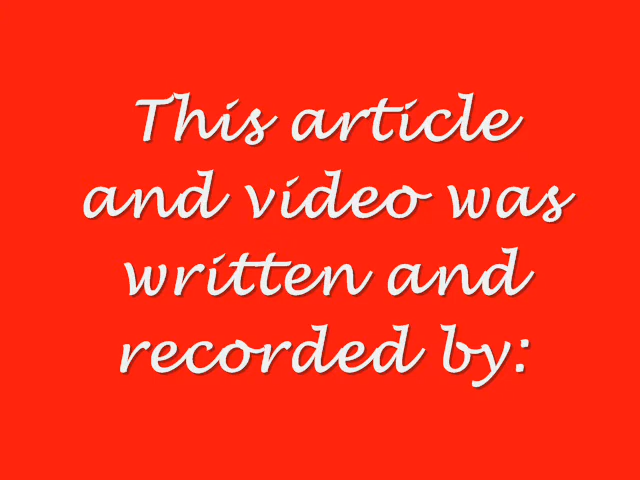 This article
and video was
written and
recorded by: